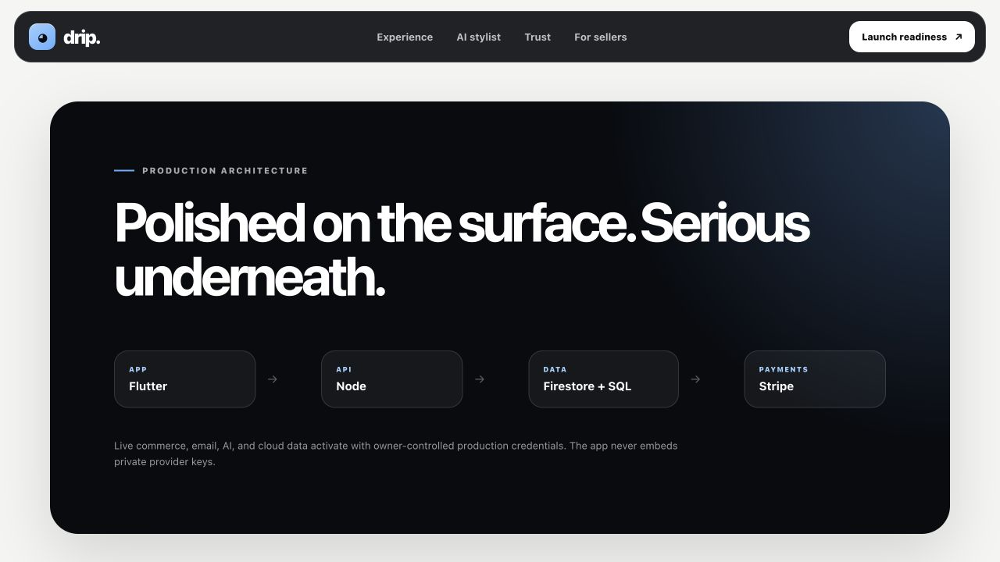 drip.
Experience
AI stylist
Trust
For sellers
Launch readiness ↗
PRODUCTION ARCHITECTURE
Polished on the surface. Serious
underneath.
APP
Flutter
→
API
Node
→
DATA
Firestore + SQL
→
PAYMENTS
Stripe
Live commerce, email, AI, and cloud data activate with owner-controlled production credentials. The app never embeds
private provider keys.